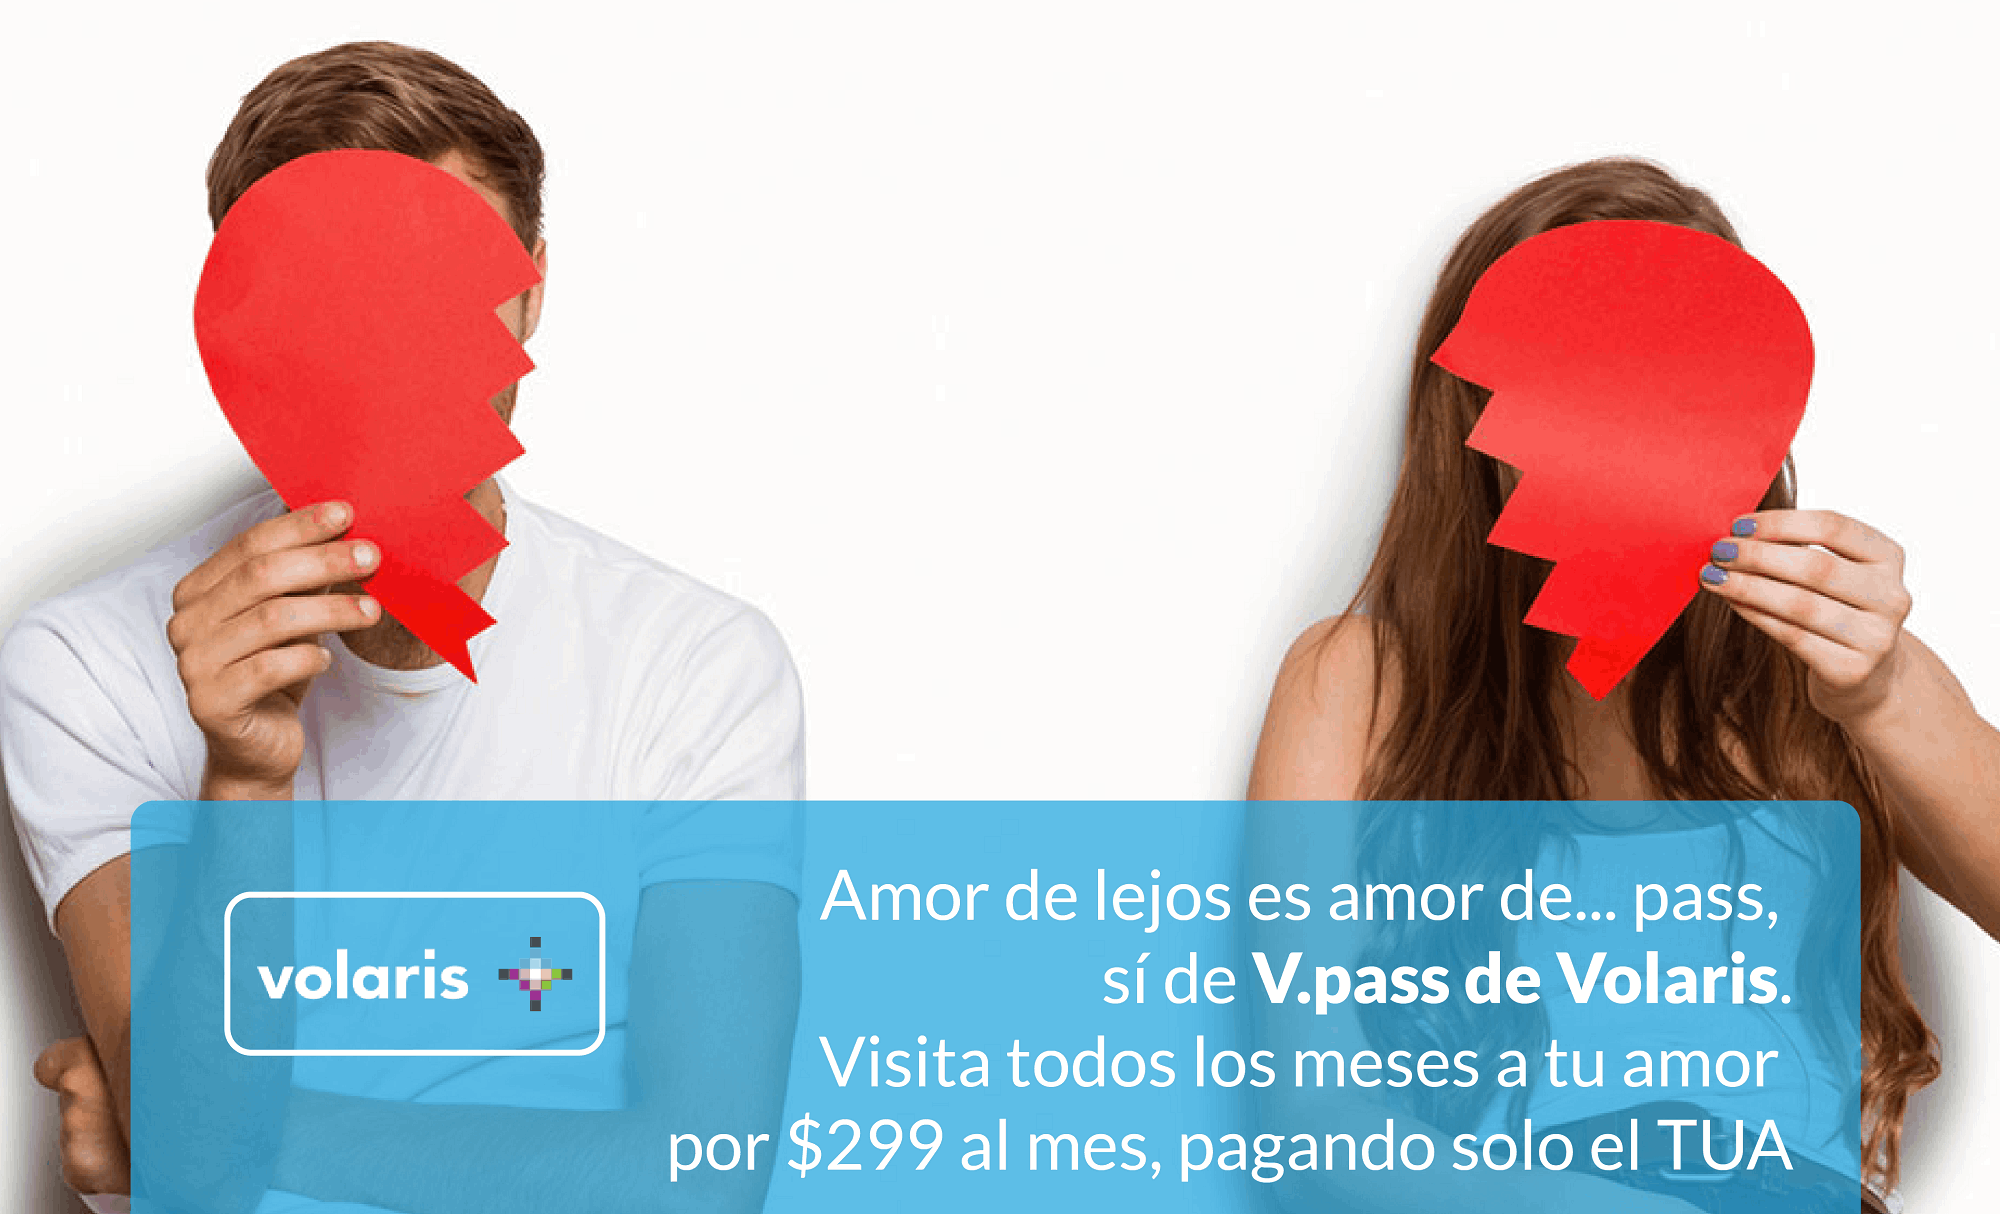 volaris
Amor de lejos es amor de... pass,
sí de V.pass de Volaris.
Visita todos los meses a tu amor
por $299 al mes, pagando solo el TUA